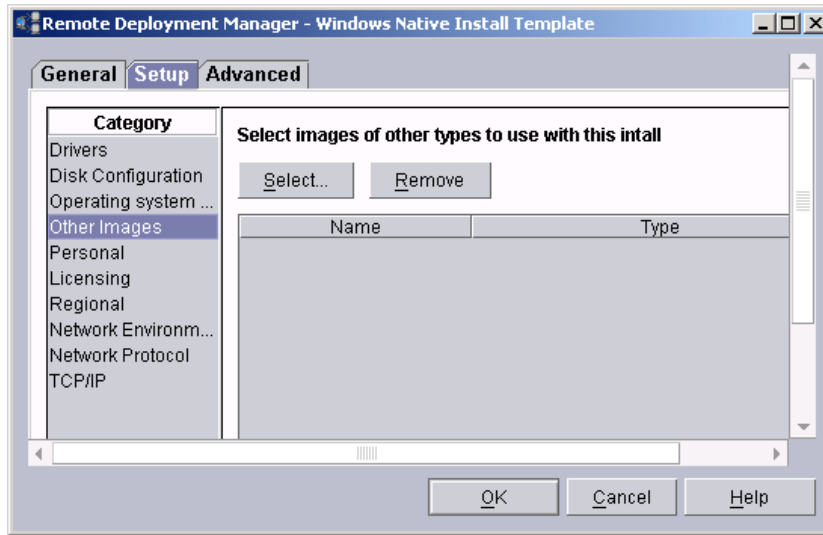 Remote Deployment Manager - Windows Native Install Template
General Setup Advanced
Category
Drivers
Disk Configuration
Operating system ...
Other Images
Personal
Licensing
Regional
Network Environm...
Network Protocol
TCP/IP
Select images of other types to use with this intall
Select... Remove
Name Type
OK Cancel Help